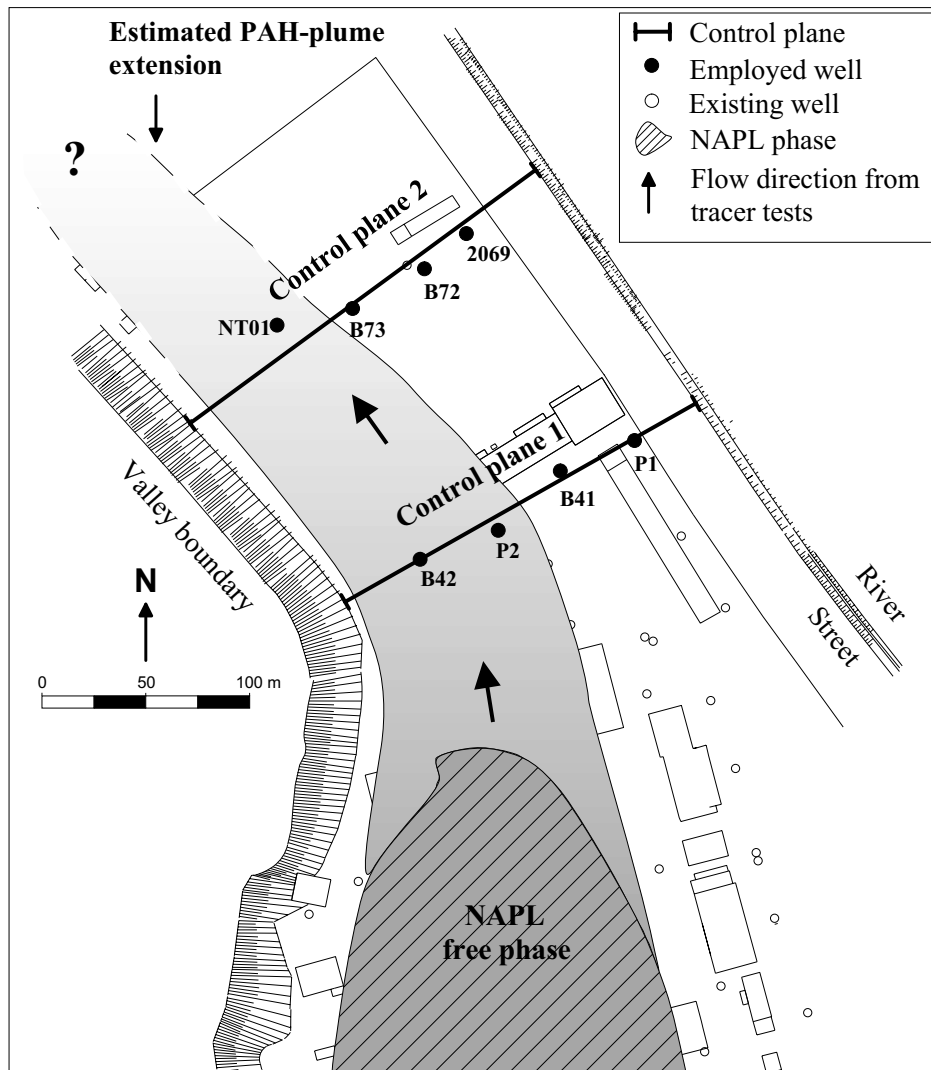 Estimated PAH-plume
extension
Control plane
Employed well
Existing well
NAPL phase
Flow direction from
tracer tests
?
Control plane 2
2069
B72
NT01
B73
Control plane 1
P1
B41
P2
B42
Valley boundary
N
River
Street
0 50 100 m
NAPL
free phase